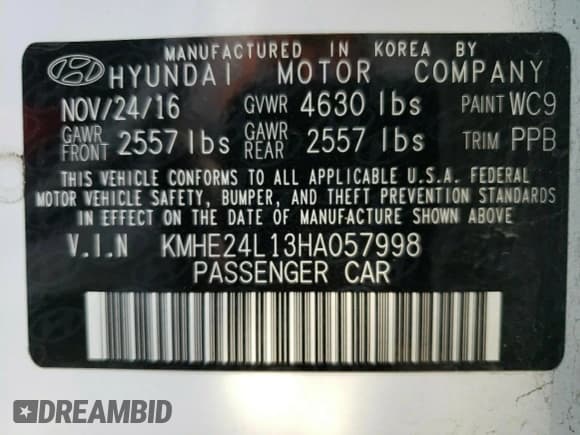 MANUFACTURED IN KOREA BY
HYUNDAI MOTOR COMPANY
NOV/24/16 GVWR 4630 lbs PAINT WC9
GAWR FRONT 2557 lbs GAWR REAR 2557 lbs TRIM PPB
THIS VEHICLE CONFORMS TO ALL APPLICABLE U.S.A. FEDERAL
MOTOR VEHICLE SAFETY, BUMPER, AND THEFT PREVENTION STANDARDS
IN EFFECT ON THE DATE OF MANUFACTURE SHOWN ABOVE
V.I.N KMHE24L13HA057998
PASSENGER CAR
DREAMBID